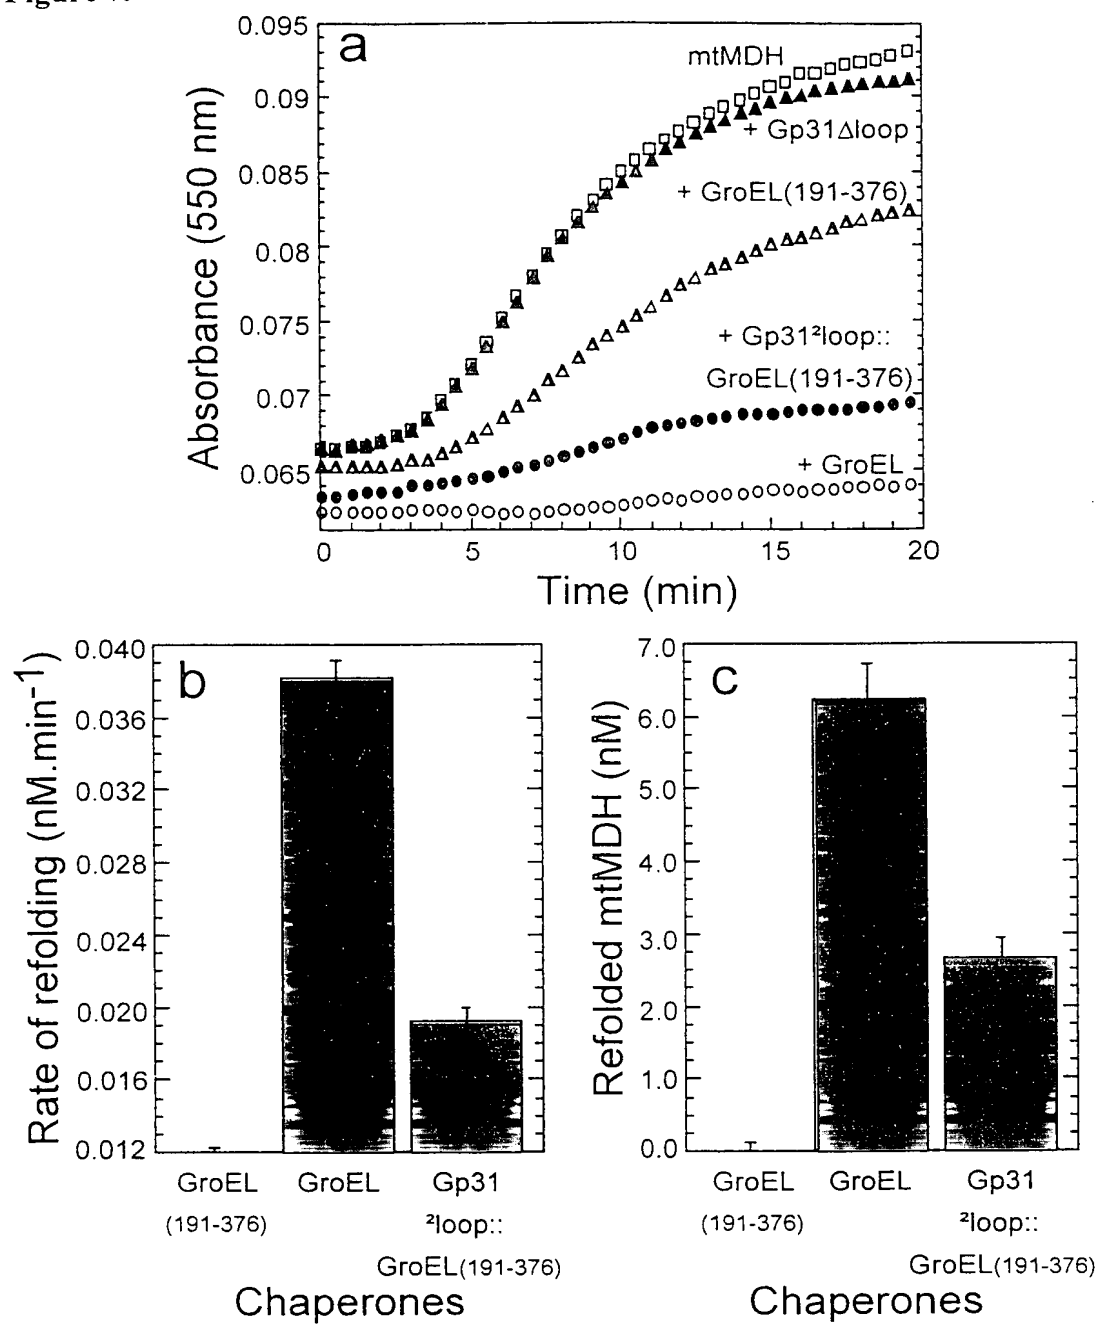 a
mtMDH
+ Gp31∆loop
+ GroEL(191-376)
+ Gp31²loop::
GroEL(191-376)
+ GroEL
Absorbance (550 nm)
0.095
0.09
0.085
0.08
0.075
0.07
0.065
0
5
10
15
20
Time (min)
b
Rate of refolding (nM.min⁻¹)
0.040
0.036
0.032
0.028
0.024
0.020
0.016
0.012
GroEL
(191-376)
GroEL
Gp31
²loop::
GroEL(191-376)
Chaperones
c
Refolded mtMDH (nM)
7.0
6.0
5.0
4.0
3.0
2.0
1.0
0.0
GroEL
(191-376)
GroEL
Gp31
²loop::
GroEL(191-376)
Chaperones